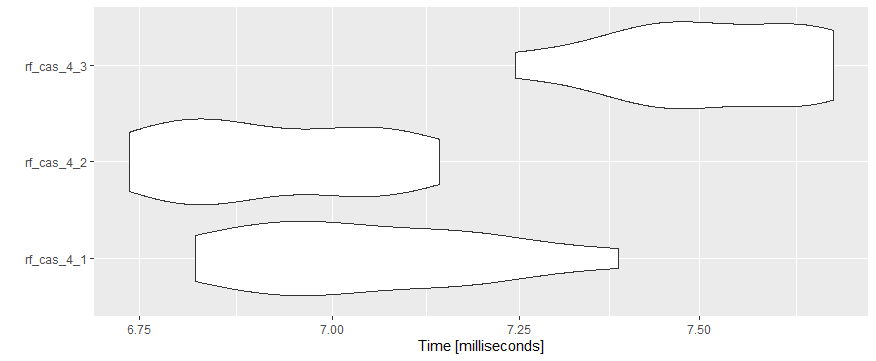 rf_cas_4_3
rf_cas_4_2
rf_cas_4_1
6.75 7.00 7.25 7.50
Time [milliseconds]